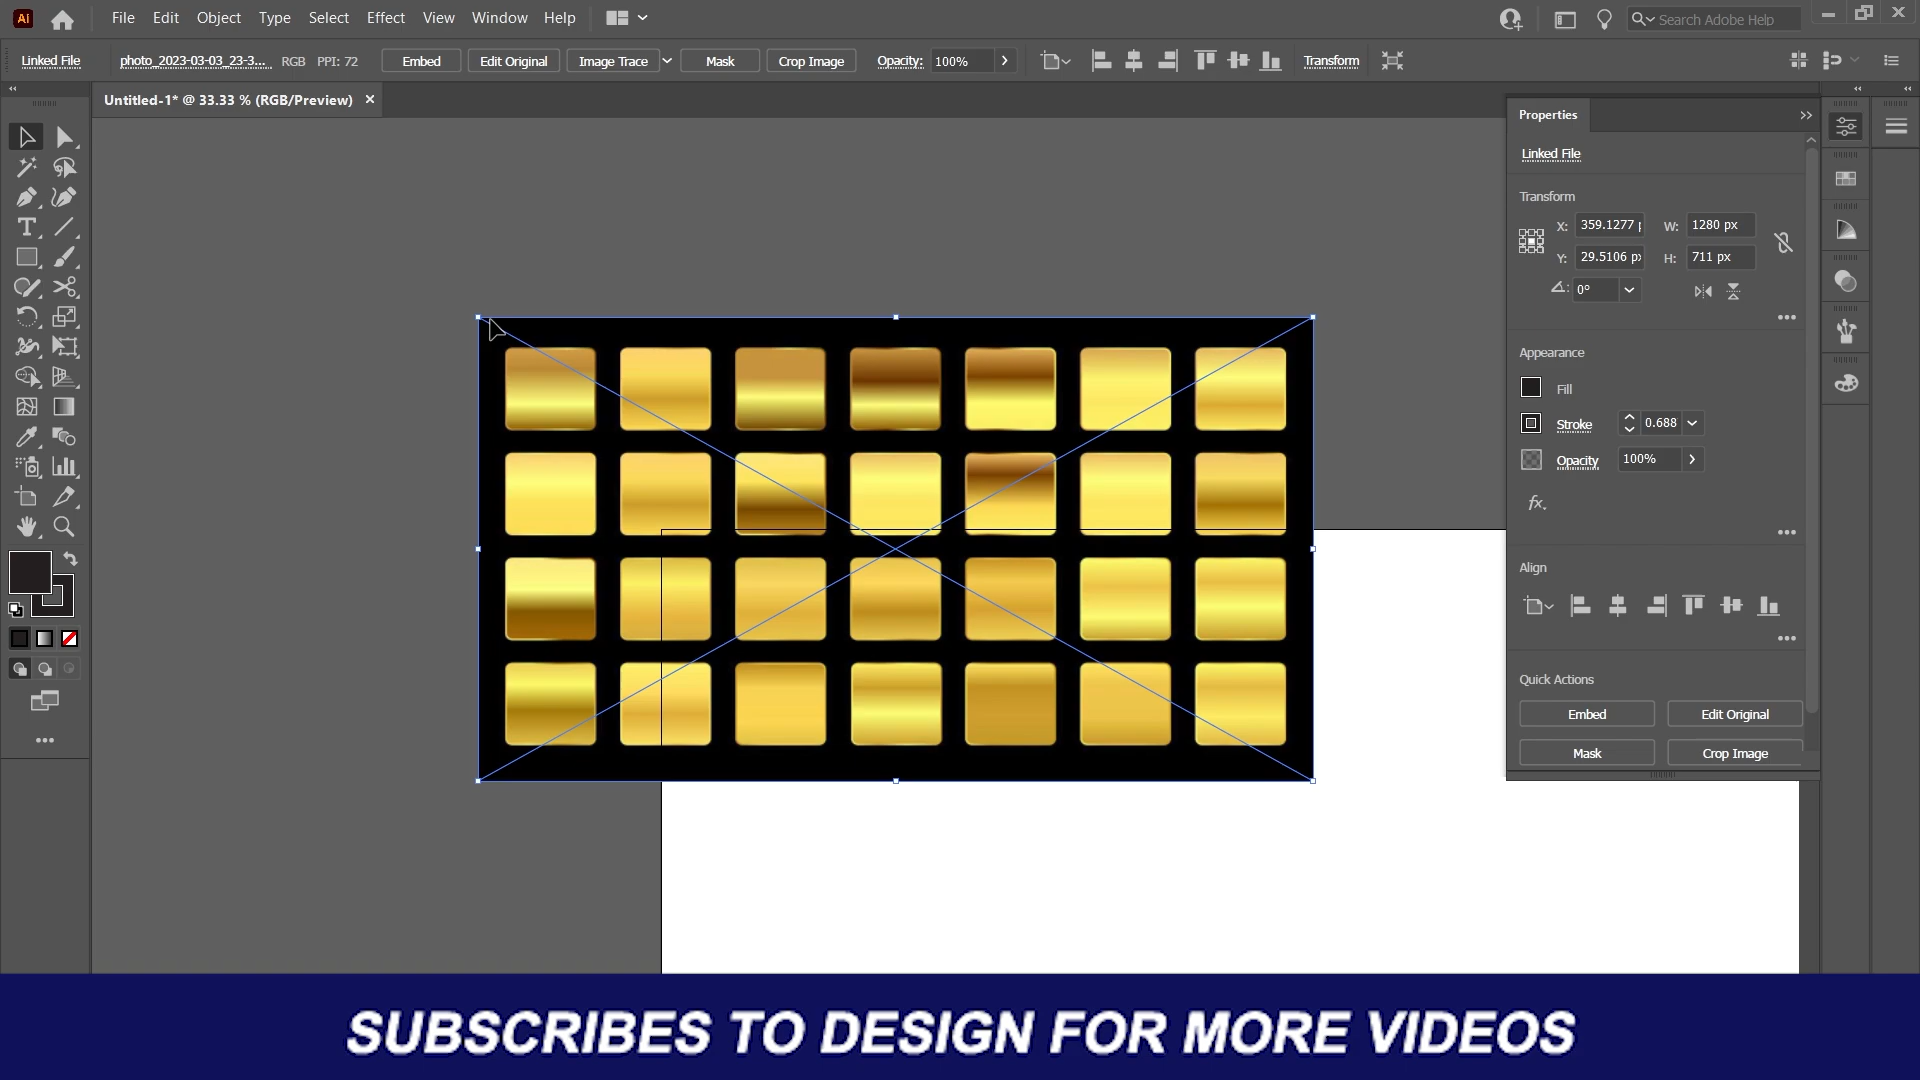 Ai File Edit Object Type Select Effect View Window Help Search Adobe Help
Linked File photo_2023-03-03_23-3... RGB PPI: 72 Embed Edit Original Image Trace Mask Crop Image Opacity: 100% Transform
Untitled-1* @ 33.33 % (RGB/Preview)
Properties
Linked File
Transform
X: 359.1277 W: 1280 px
Y: 29.5106 px H: 711 px
0°
Appearance
Fill
Stroke 0.688
Opacity 100%
fx
Align
Quick Actions
Embed Edit Original
Mask Crop Image
SUBSCRIBES TO DESIGN FOR MORE VIDEOS